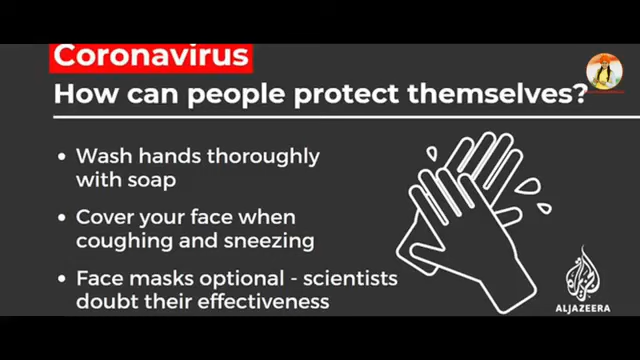 Coronavirus
How can people protect themselves?
• Wash hands thoroughly
with soap
• Cover your face when
coughing and sneezing
• Face masks optional - scientists
doubt their effectiveness
ALJAZEERA